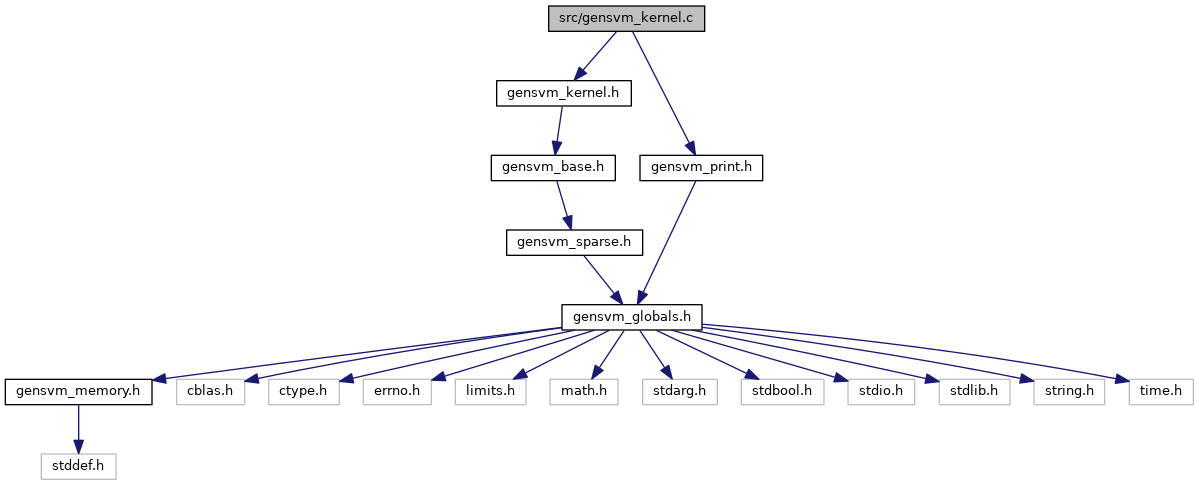 src/gensvm_kernel.c
gensvm_kernel.h
gensvm_base.h
gensvm_print.h
gensvm_sparse.h
gensvm_globals.h
gensvm_memory.h
cblas.h
ctype.h
errno.h
limits.h
math.h
stdarg.h
stdbool.h
stdio.h
stdlib.h
string.h
time.h
stddef.h